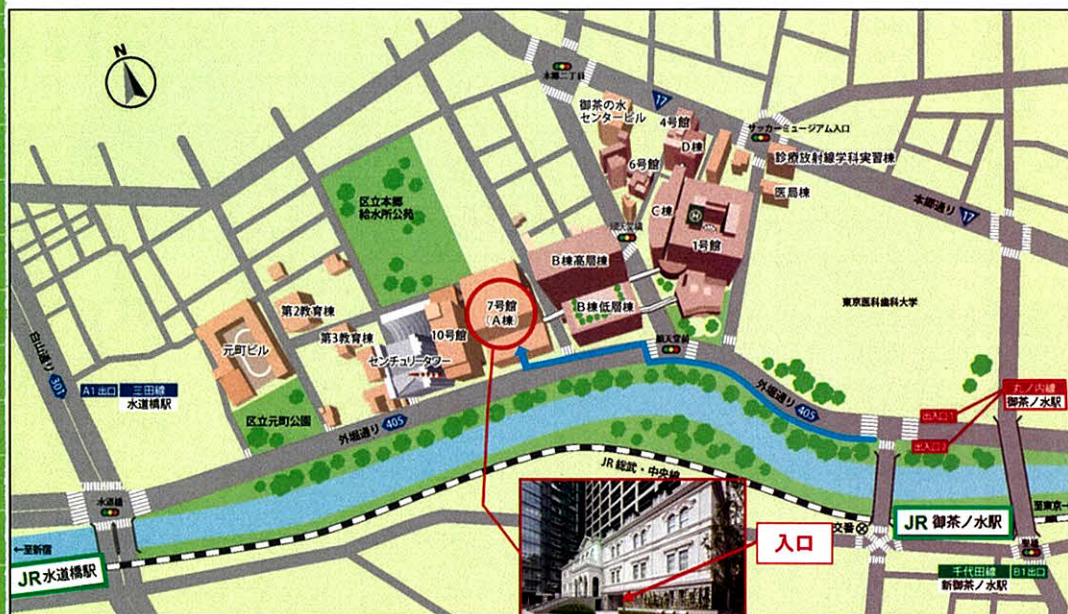 N
本郷二丁目
17
御茶の水
センタービル
4号館
D棟
サッカーミュージアム入口
診療放射線学科実習棟
6号館
医局棟
本郷通り 17
区立本郷
給水所公苑
C棟
1号館
H
B棟高層棟
B棟低層棟
7号館
(A棟)
10号館
東京医科歯科大学
第2教育棟
第3教育棟
センチュリータワー
元町ビル
順天堂前
白山通り 301
A1出口 三田線
水道橋駅
区立元町公園
外堀通り 405
外堀通り 405
丸ノ内線
御茶ノ水駅
出入口1
出入口2
JR 総武・中央線
水道橋
←至新宿
JR 水道橋駅
入口
交番
JR 御茶ノ水駅
至東京→
聖橋
千代田線 B1出口
新御茶ノ水駅